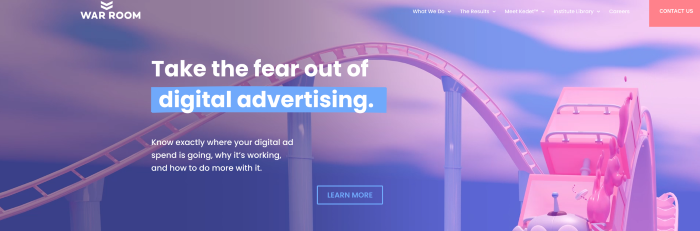 WAR ROOM
What We Do
The Results
Institute Library
Careers
CONTACT US
Take the fear out of
digital advertising.
Know exactly where your digital ad
spend is going, why it's working,
and how to do more with it.
LEARN MORE